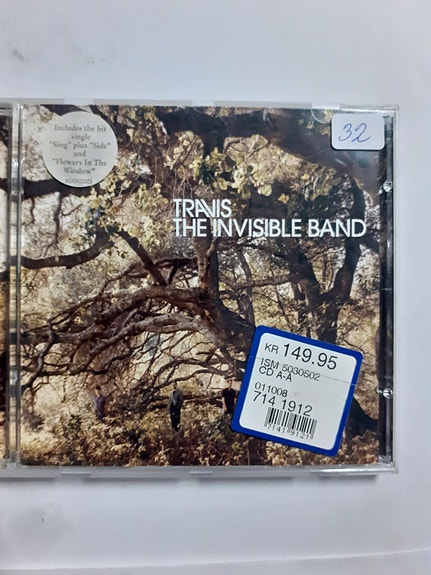 Includes the hit
single
"Sing" plus "Side"
and
"Flowers In The
Window"
32
TRAVIS
THE INVISIBLE BAND
KR 149.95
ISM 5030502
CD A-A
011008
714 1912